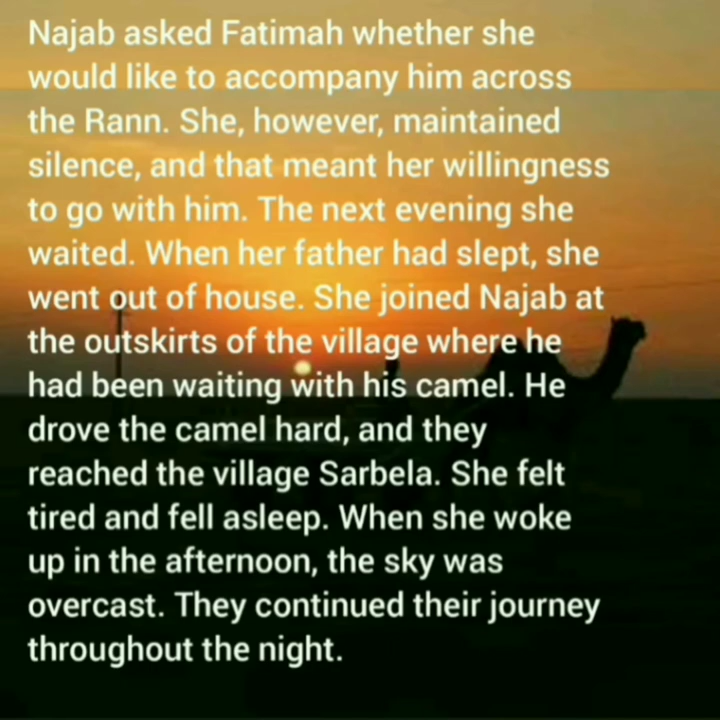 Najab asked Fatimah whether she
would like to accompany him across
the Rann. She, however, maintained
silence, and that meant her willingness
to go with him. The next evening she
waited. When her father had slept, she
went out of house. She joined Najab at
the outskirts of the village where he
had been waiting with his camel. He
drove the camel hard, and they
reached the village Sarbela. She felt
tired and fell asleep. When she woke
up in the afternoon, the sky was
overcast. They continued their journey
throughout the night.